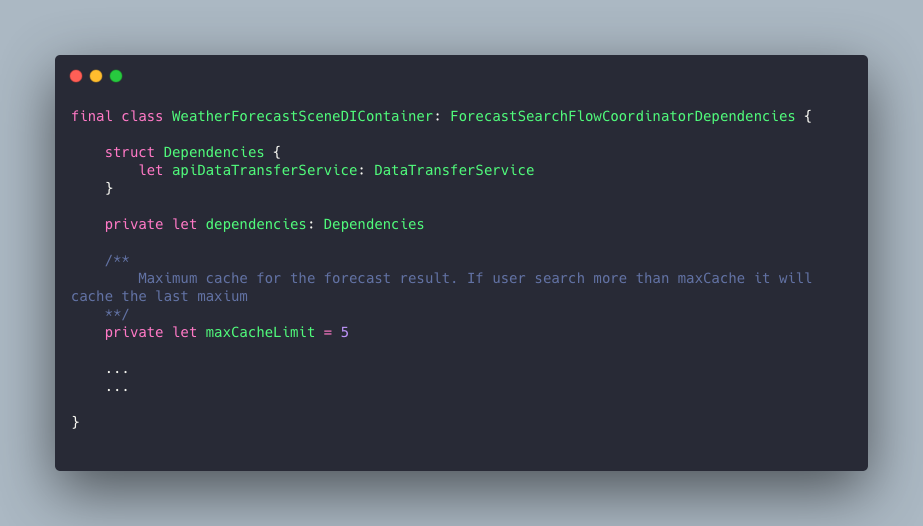 final class WeatherForecastSceneDIContainer: ForecastSearchFlowCoordinatorDependencies {
struct Dependencies {
let apiDataTransferService: DataTransferService
}
private let dependencies: Dependencies
/**
Maximum cache for the forecast result. If user search more than maxCache it will
cache the last maxium
**/
private let maxCacheLimit = 5
...
...
}